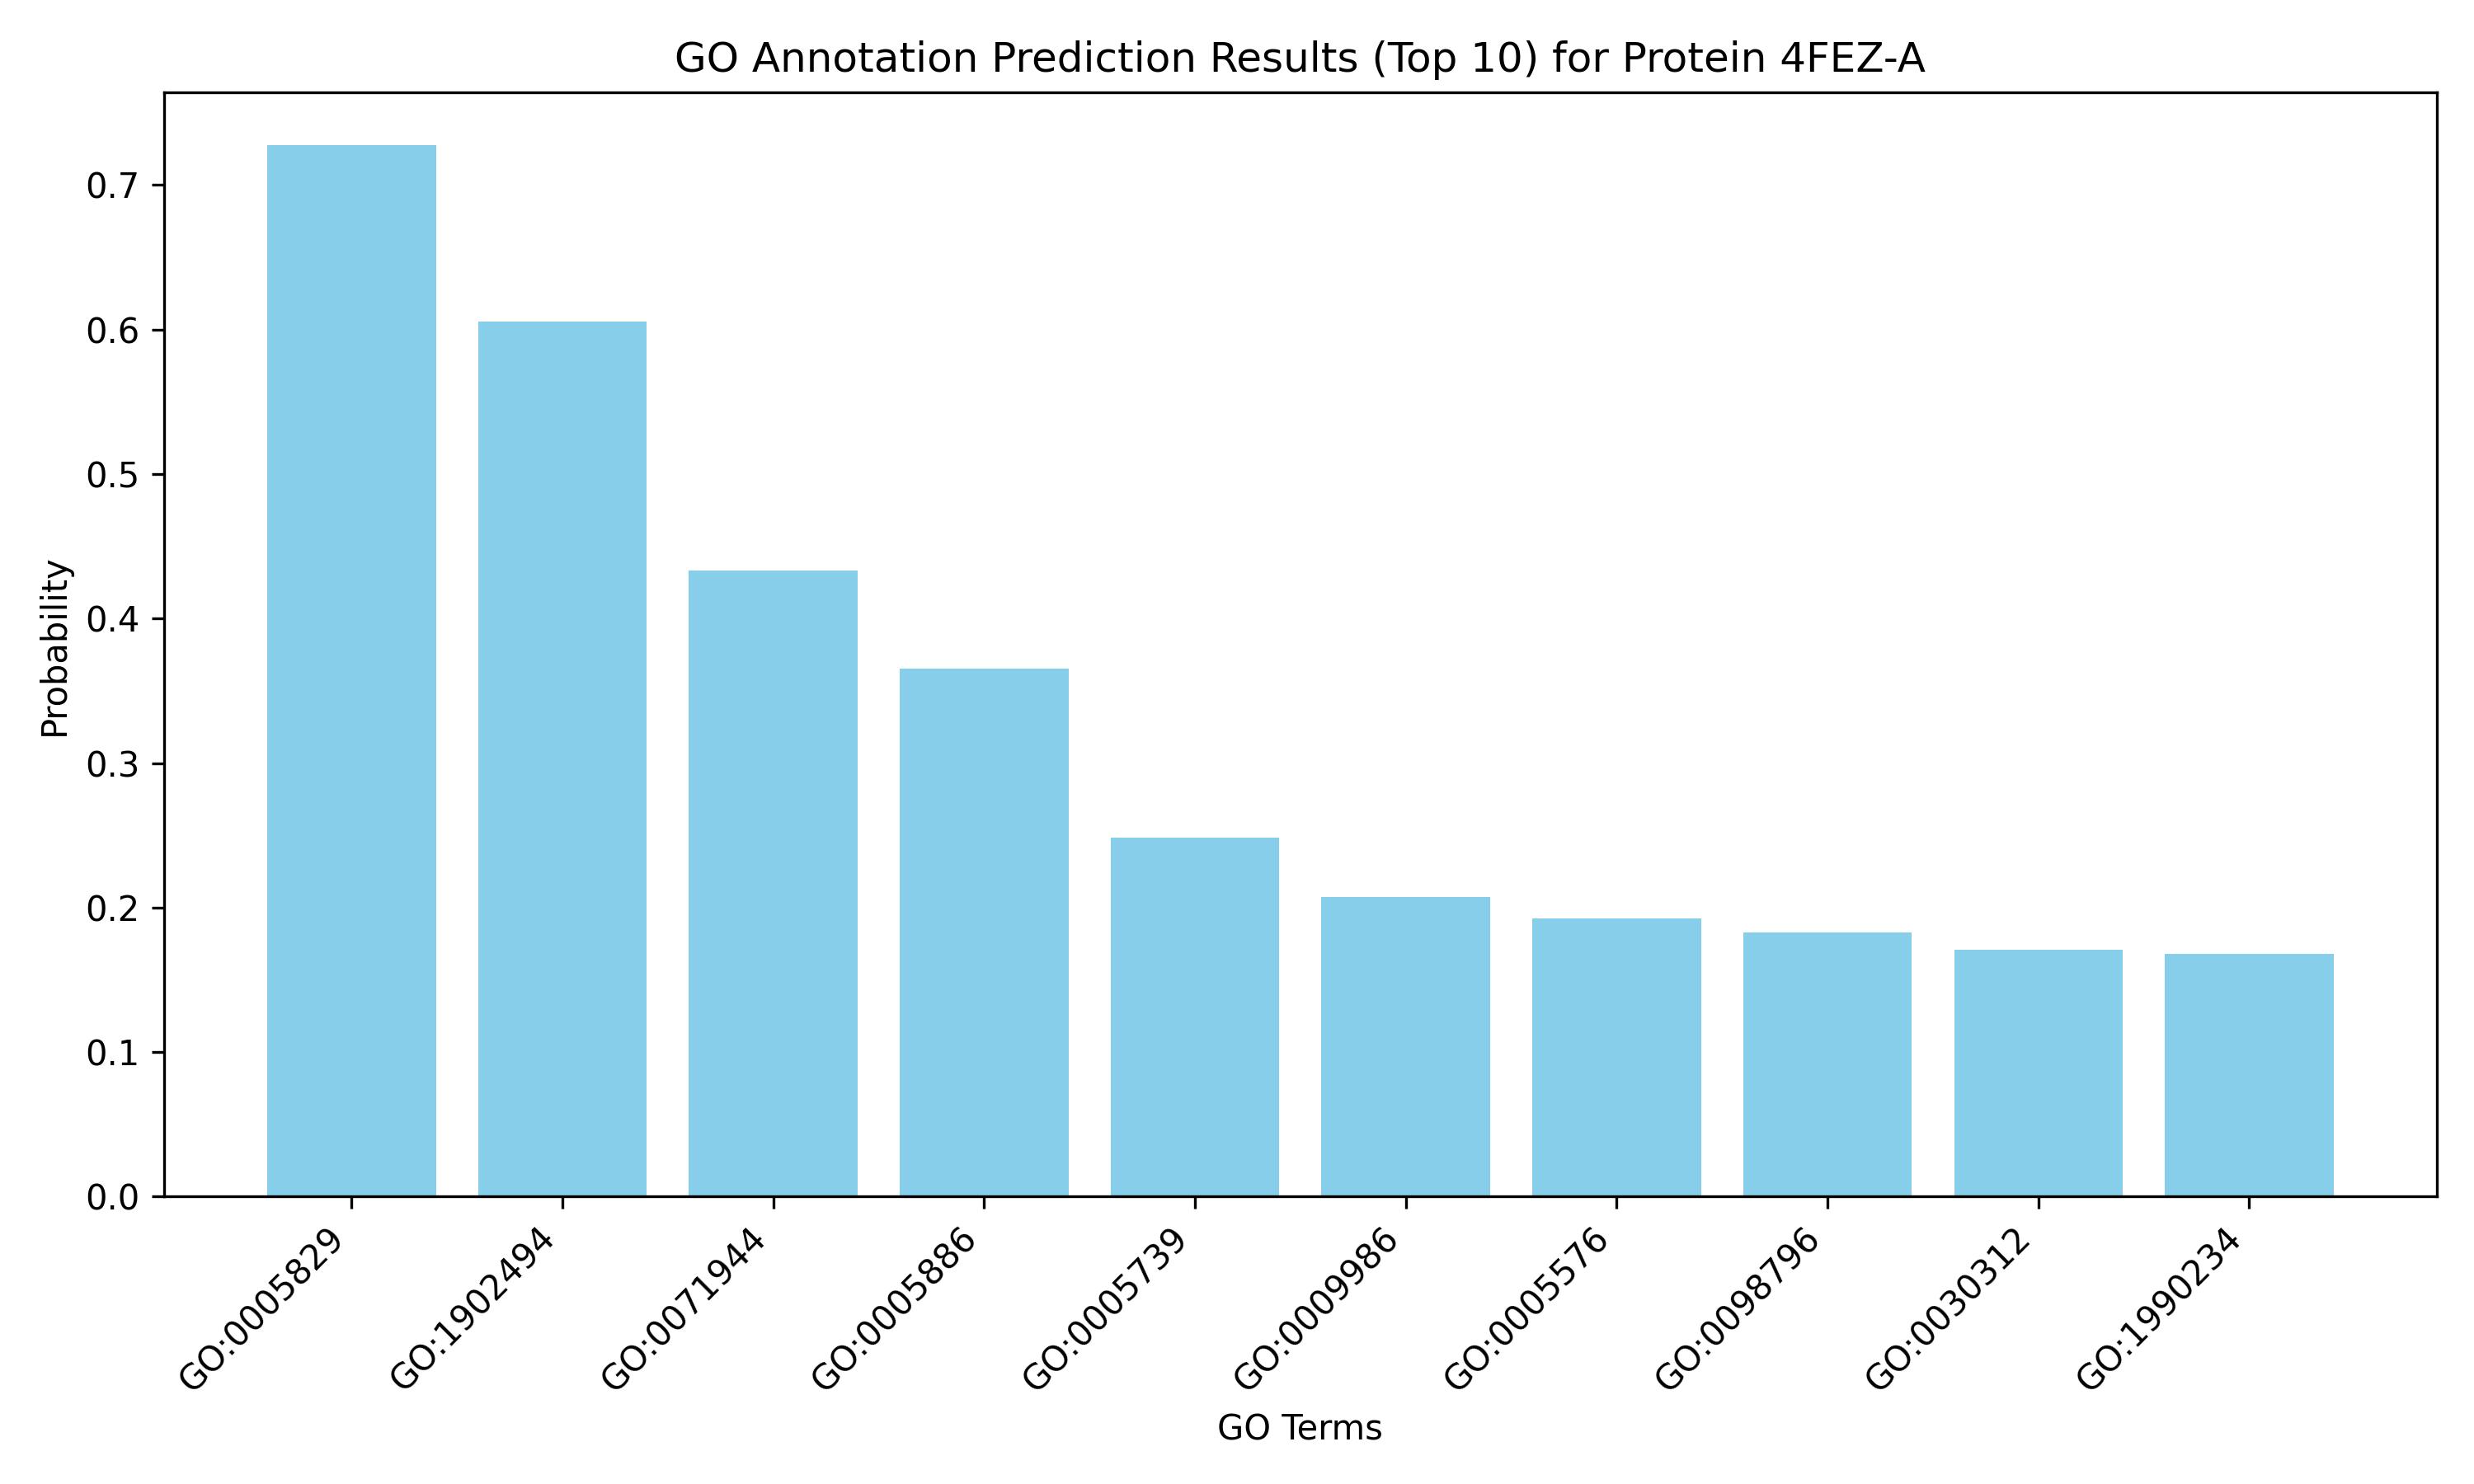 GO Annotation Prediction Results (Top 10) for Protein 4FEZ-A
Probability
0.7
0.6
0.5
0.4
0.3
0.2
0.1
0.0
GO:0005829
GO:1902494
GO:0071944
GO:0005886
GO:0005739
GO:0009986
GO:0005576
GO:0098796
GO:0030312
GO:1990234
GO Terms